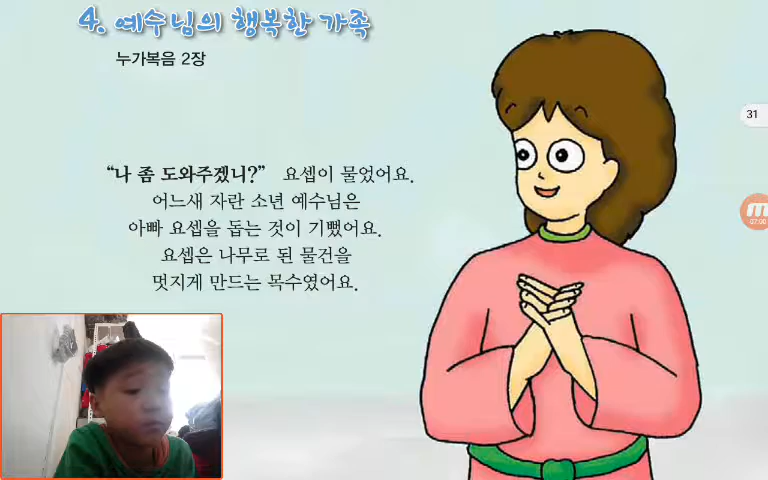 4. 예수님의 행복한 가족
누가복음 2장
“나 좀 도와주겠니?” 요셉이 물었어요.
어느새 자란 소년 예수님은
아빠 요셉을 돕는 것이 기뻤어요.
요셉은 나무로 된 물건을
멋지게 만드는 목수였어요.
31
07:00